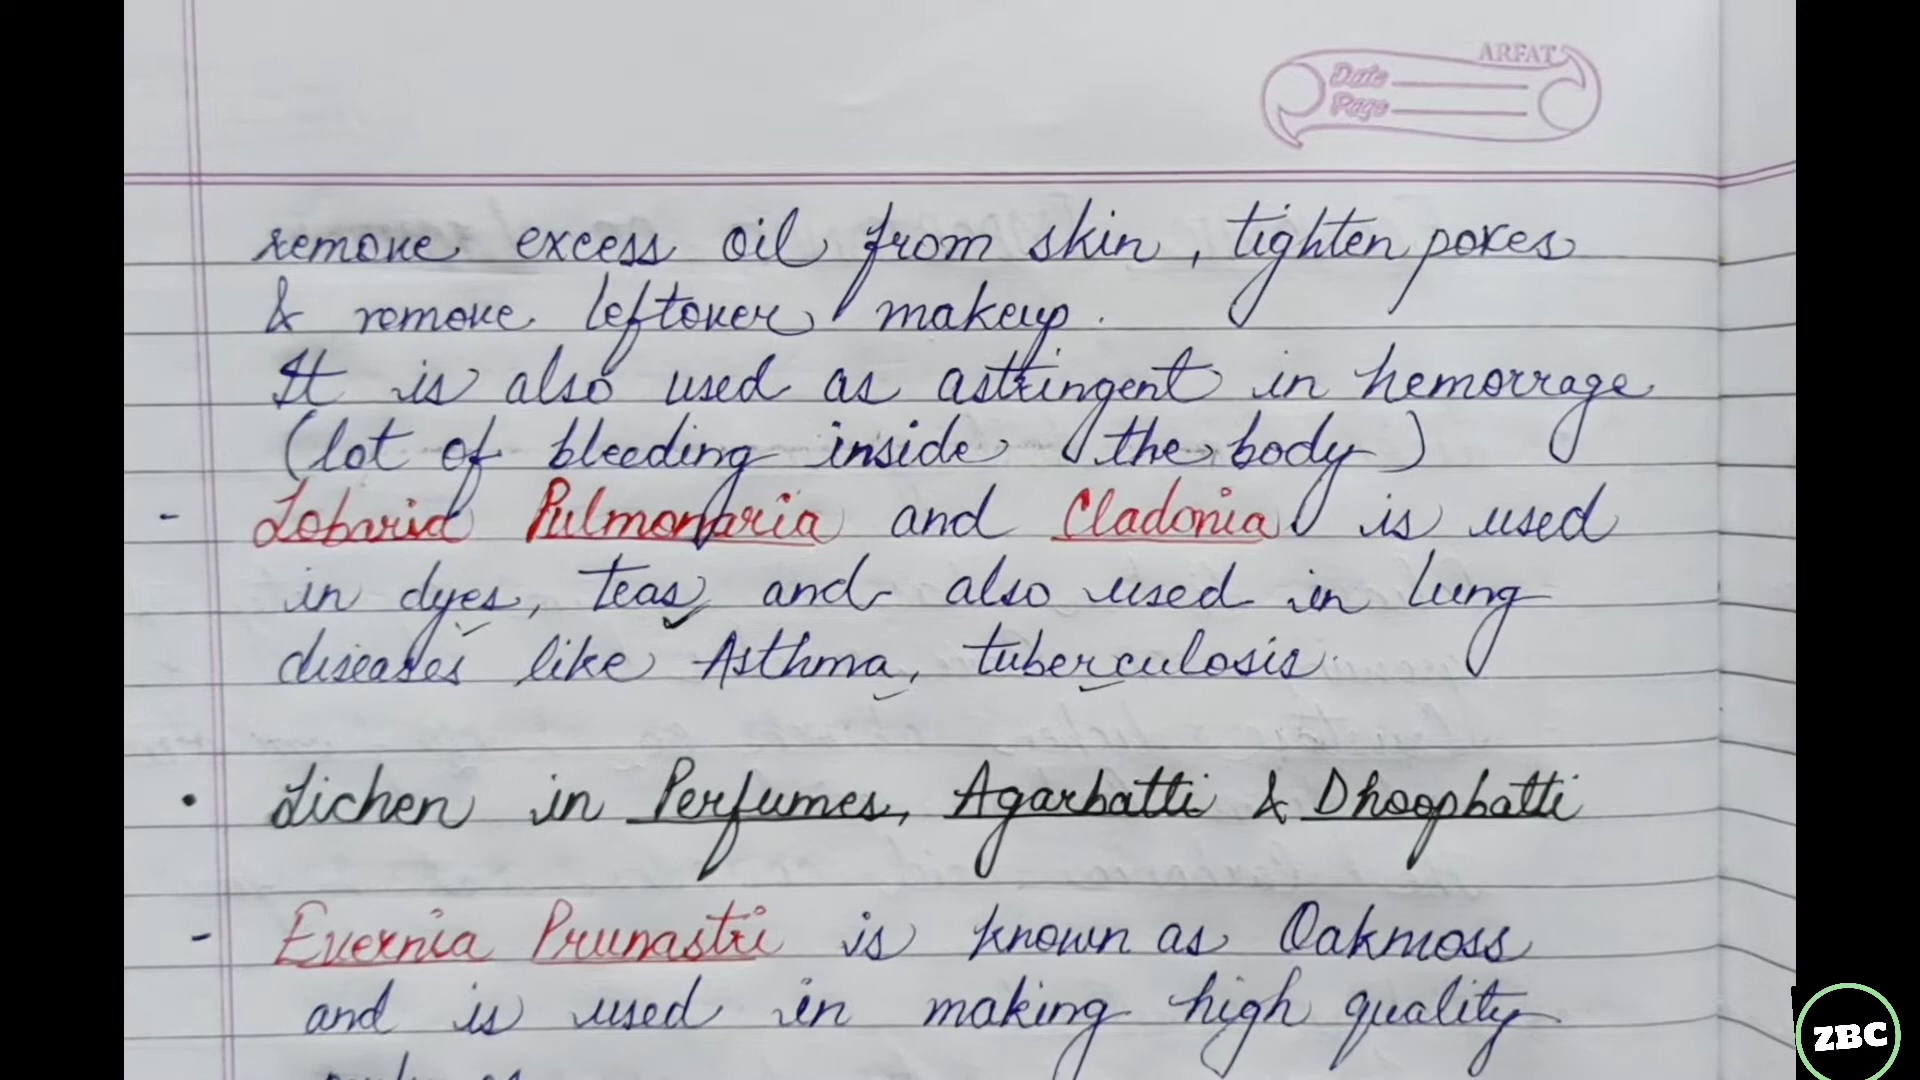 ARFAT
Date
Page
remove excess oil from skin, tighten pores
& remove leftover makeup.
It is also used as astringent in hemorrage
(lot of bleeding inside the body)
- Lobaria Pulmonaria and Cladonia is used
in dyes, teas, and also used in lung
diseases like Asthma, tuberculosis.
• Lichen in Perfumes, Agarbatti & Dhoopbatti
- Evernia Prunastri is known as Oakmoss
and is used in making high quality
ZBC